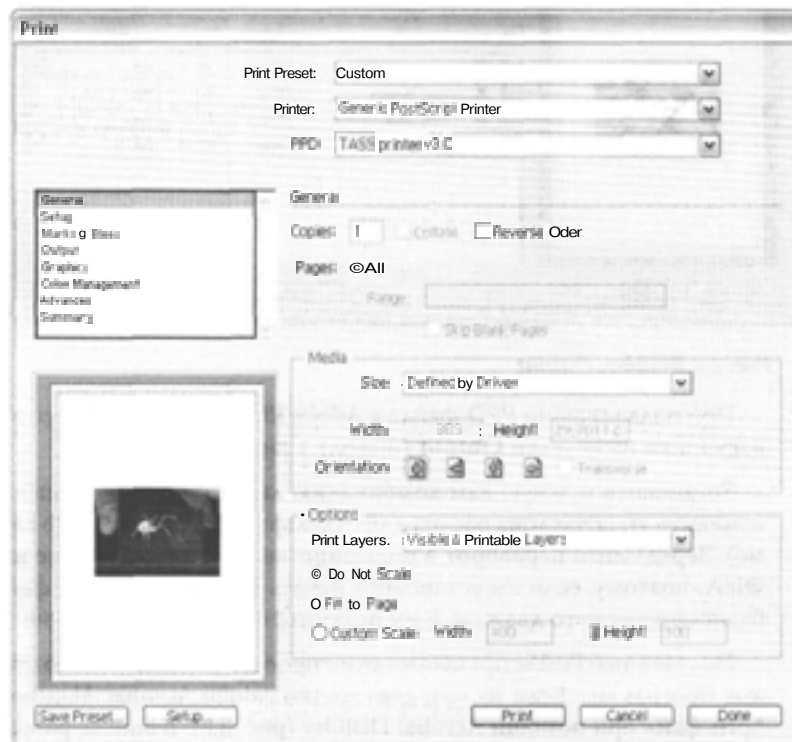 Print
Print Preset: Custom
Printer: Generic PostScript Printer
PPD: TASS printer v3.C
General
Setup
Output
Graphics
Color Management
Advanced
Summary
General
Copies: 1 Collate Reverse Oder
Pages: ©All
Range:
Skip Blank Pages
Media
Size: Defined by Driver
Width: Height:
Orientation: Transverse
Options
Print Layers. Visible & Printable Layers
© Do Not Scale
O Fit to Page
Custom Scale: Width: 100 Height: 100
Save Preset... Setup...
Print Cancel Done